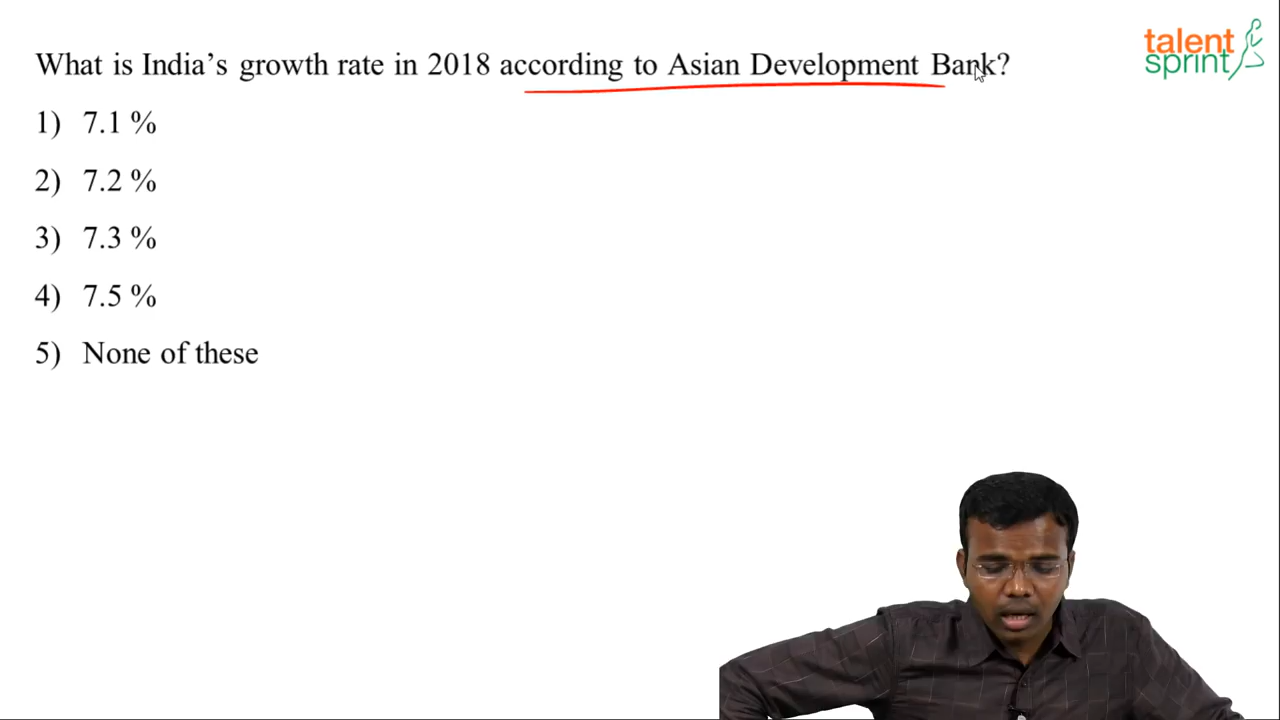 What is India's growth rate in 2018 according to Asian Development Bank?
1) 7.1 %
2) 7.2 %
3) 7.3 %
4) 7.5 %
5) None of these
talent
sprint